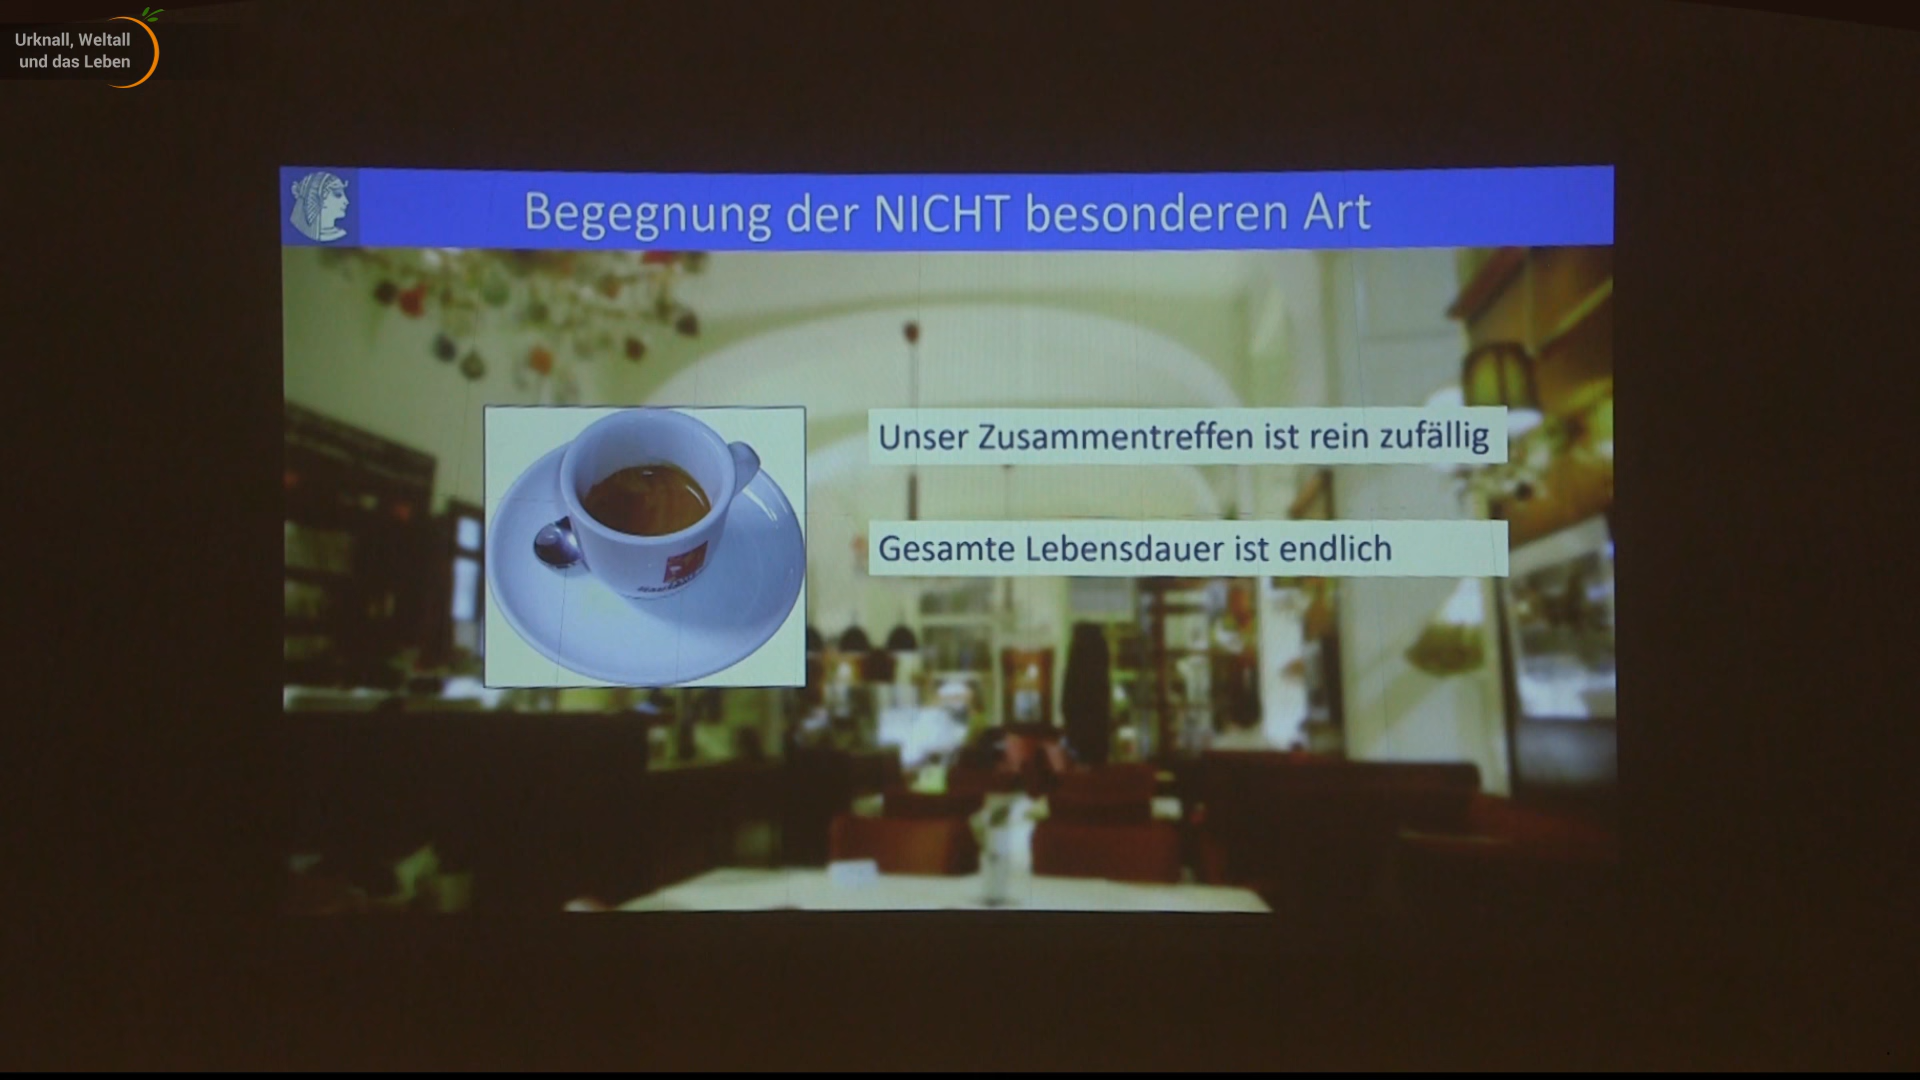 Urknall, Weltall
und das Leben
Begegnung der NICHT besonderen Art
Unser Zusammentreffen ist rein zufällig
Gesamte Lebensdauer ist endlich